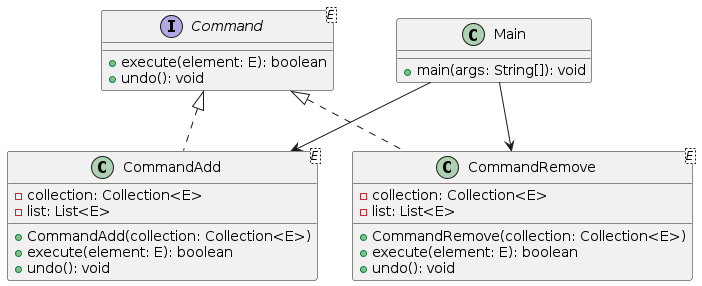 I Command E
+ execute(element: E): boolean
+ undo(): void
C Main
+ main(args: String[]): void
C CommandAdd E
collection: Collection<E>
list: List<E>
CommandAdd(collection: Collection<E>)
execute(element: E): boolean
undo(): void
C CommandRemove E
collection: Collection<E>
list: List<E>
CommandRemove(collection: Collection<E>)
execute(element: E): boolean
undo(): void